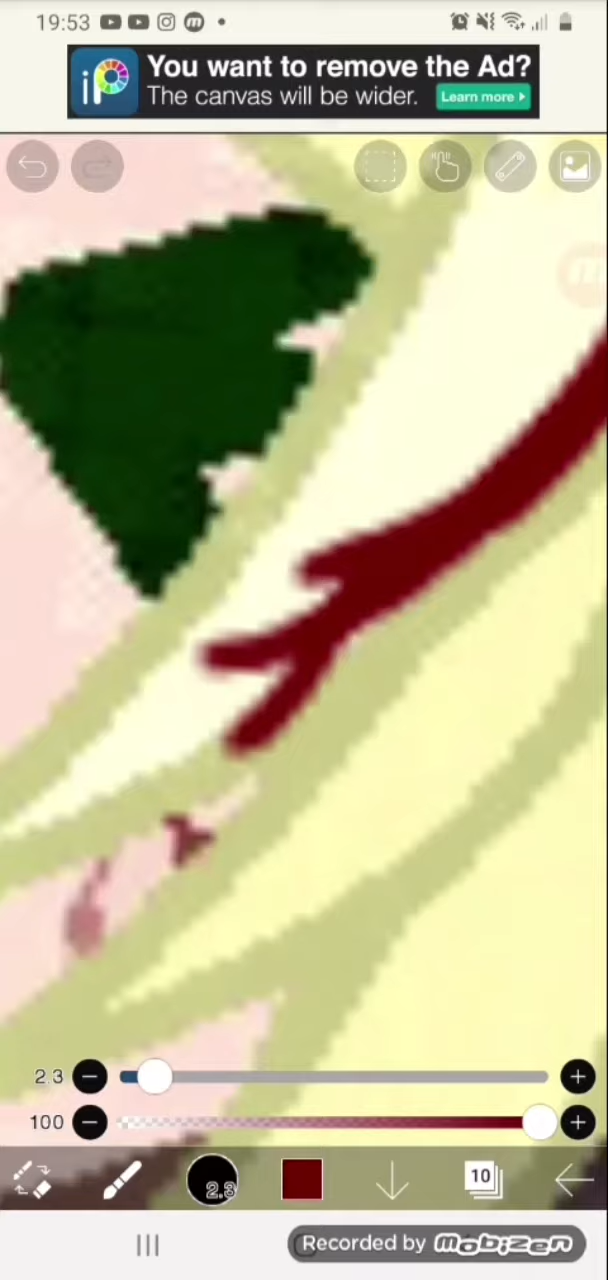 19:53
iP You want to remove the Ad?
The canvas will be wider. Learn more
2.3
100
2.3
10
Recorded by mobizen